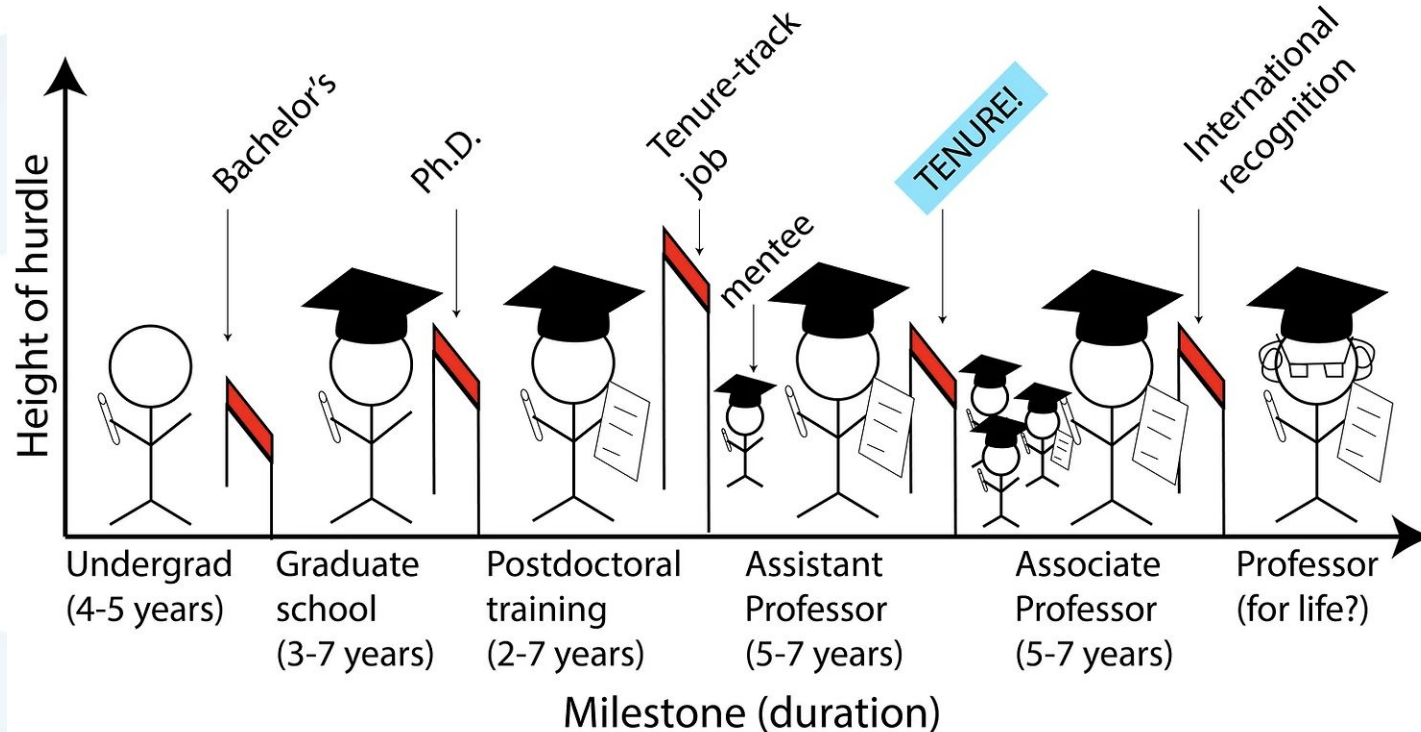 Height of hurdle
Bachelor's
Ph.D.
Tenure-track
job
mentee
TENURE!
International
recognition
Undergrad
(4-5 years)
Graduate
school
(3-7 years)
Postdoctoral
training
(2-7 years)
Assistant
Professor
(5-7 years)
Associate
Professor
(5-7 years)
Professor
(for life?)
Milestone (duration)